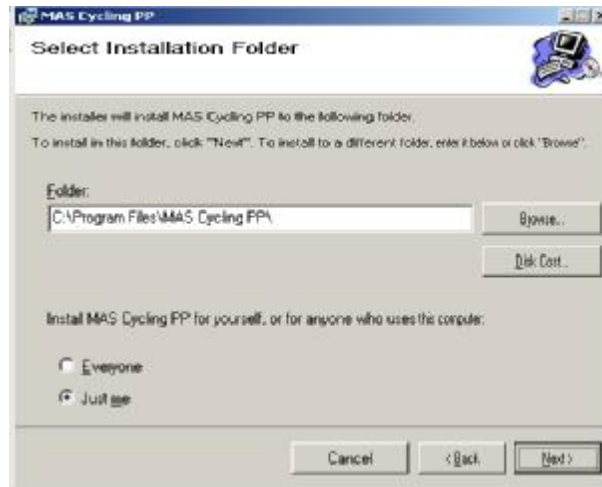 MAS Cycling PP
Select Installation Folder
The installer will install MAS Cycling PP to the following folder.
To install in this folder, click "Next". To install to a different folder, enter it below or click "Browse".
Folder:
C:\Program Files\MAS Cycling PP\
Browse...
Disk Cost...
Install MAS Cycling PP for yourself, or for anyone who uses this computer:
Everyone
Just me
Cancel
< Back
Next >